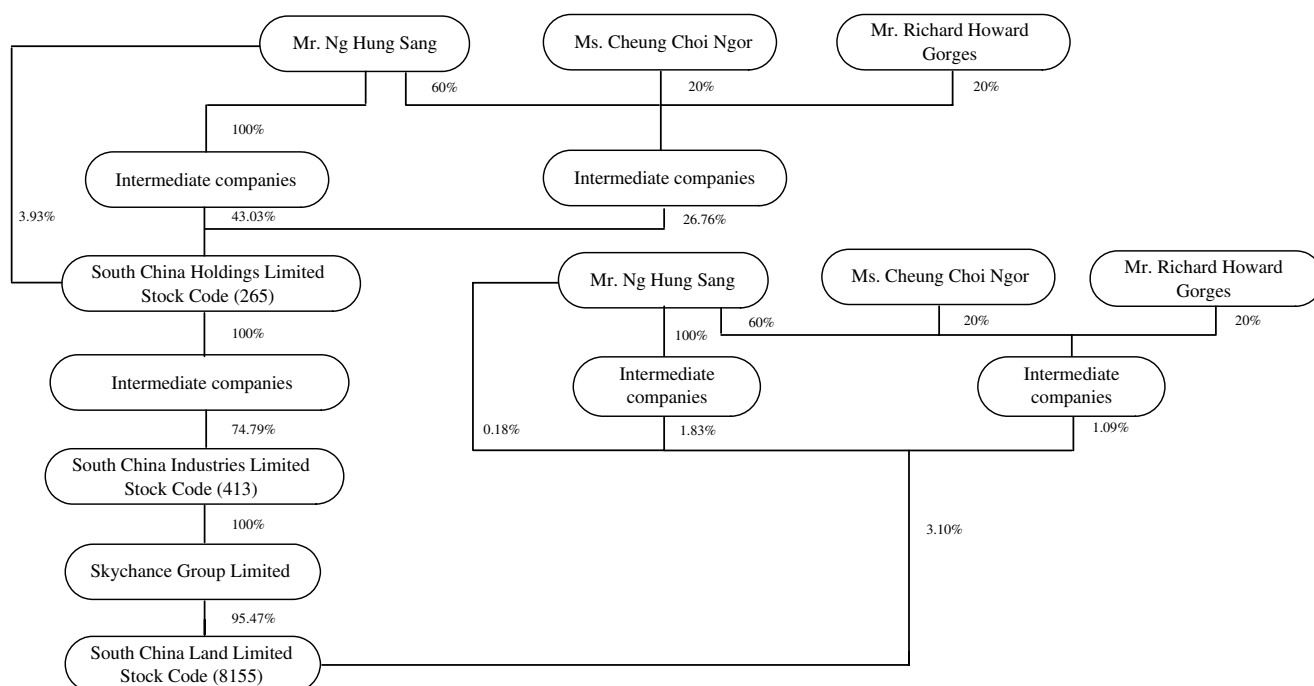 Mr. Ng Hung Sang
Ms. Cheung Choi Ngor
Mr. Richard Howard
Gorges
60%
20%
20%
100%
Intermediate companies
Intermediate companies
3.93%
43.03%
26.76%
South China Holdings Limited
Stock Code (265)
Mr. Ng Hung Sang
Ms. Cheung Choi Ngor
Mr. Richard Howard
Gorges
100%
100%
60%
20%
20%
Intermediate companies
Intermediate
companies
Intermediate
companies
74.79%
0.18%
1.83%
1.09%
South China Industries Limited
Stock Code (413)
100%
3.10%
Skychance Group Limited
95.47%
South China Land Limited
Stock Code (8155)